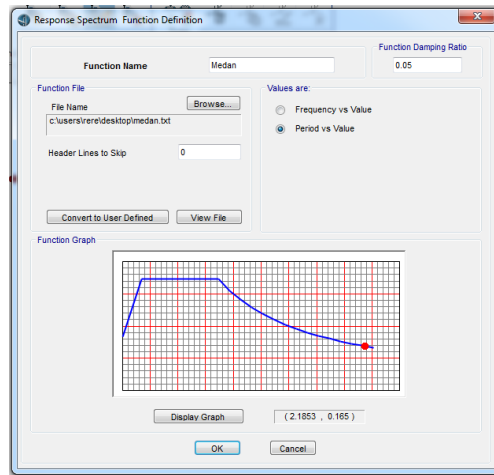 Response Spectrum Function Definition
Function Damping Ratio
Function Name
Medan
0.05
Function File
Values are:
File Name
Browse...
Frequency vs Value
c:\users\rere\desktop\medan.txt
Period vs Value
Header Lines to Skip
0
Convert to User Defined
View File
Function Graph
Display Graph
( 2.1853 , 0.165 )
OK
Cancel